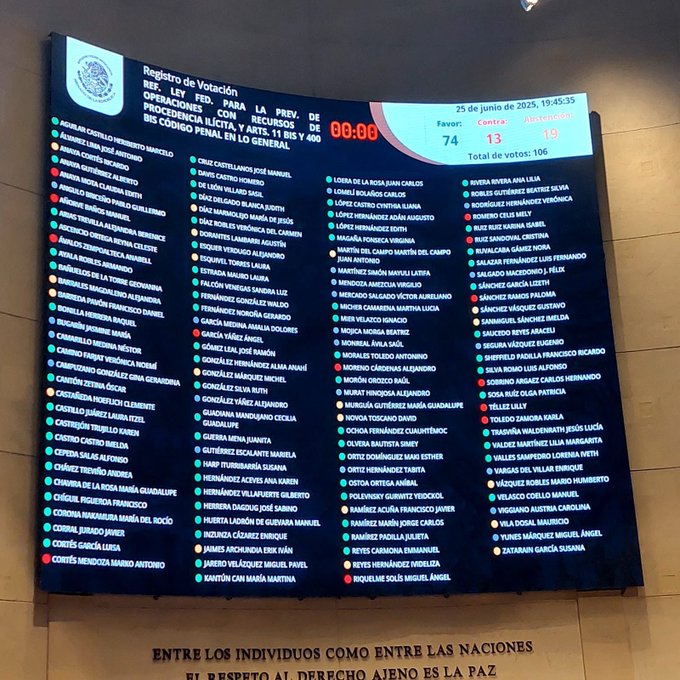 Registro de Votación
REF. LEY FED. PARA LA PREV. DE
OPERACIONES CON RECURSOS DE
PROCEDENCIA ILÍCITA, Y ARTS. 11 BIS Y 400
BIS CÓDIGO PENAL EN LO GENERAL
00:00
25 de junio de 2025, 19:45:35
Favor: Contra: Abstención:
74 13 19
Total de votos: 106
AGUILAR CASTILLO HERIBERTO MARCELO
ÁLVAREZ LIMA JOSÉ ANTONIO
ANAYA CORTÉS RICARDO
ANAYA GUTIÉRREZ ALBERTO
ANAYA MOTA CLAUDIA EDITH
ANGULO BRICEÑO PABLO GUILLERMO
AÑORVE BAÑOS MANUEL
ARIAS TREVILLA ALEJANDRA BERENICE
ASCENCIO ORTEGA REYNA CELESTE
ÁVALOS ZEMPOALTECA ANABELL
AYALA ROBLES ARMANDO
BAÑUELOS DE LA TORRE GEOVANNA
BARRALES MAGDALENO ALEJANDRA
BARREDA PAVÓN FRANCISCO DANIEL
BONILLA HERRERA RAQUEL
BUGARÍN JASMINE MARÍA
CAMARILLO MEDINA NÉSTOR
CAMINO FARJAT VERÓNICA NOEMÍ
CAMPUZANO GONZÁLEZ GINA GERARDINA
CANTÓN ZETINA ÓSCAR
CASTAÑEDA HOEFLICH CLEMENTE
CASTILLO JUÁREZ LAURA ITZEL
CASTREJÓN TRUJILLO KAREN
CASTRO CASTRO IMELDA
CEPEDA SALAS ALFONSO
CHÁVEZ TREVIÑO ANDREA
CHAVIRA DE LA ROSA MARÍA GUADALUPE
CHÍGUIL FIGUEROA FRANCISCO
CORONA NAKAMURA MARÍA DEL ROCÍO
CORRAL JURADO JAVIER
CORTÉS GARCÍA LUISA
CORTÉS MENDOZA MARKO ANTONIO
CRUZ CASTELLANOS JOSÉ MANUEL
DAVIS CASTRO HOMERO
DE LEÓN VILLARD SASIL
DÍAZ DELGADO BLANCA JUDITH
DÍAZ MARMOLEJO MARÍA DE JESÚS
DÍAZ ROBLES VERÓNICA DEL CARMEN
DORANTES LAMBARRI AGUSTÍN
ESQUER VERDUGO ALEJANDRO
ESQUIVEL TORRES LAURA
ESTRADA MAURO LAURA
FALCÓN VENEGAS SANDRA LUZ
FERNÁNDEZ GONZÁLEZ WALDO
FERNÁNDEZ NOROÑA GERARDO
GARCÍA MEDINA AMALIA DOLORES
GARCÍA YÁÑEZ ÁNGEL
GÓMEZ LEAL JOSÉ RAMÓN
GONZÁLEZ HERNÁNDEZ ALMA ANAHÍ
GONZÁLEZ MÁRQUEZ MICHEL
GONZÁLEZ SILVA RUTH
GONZÁLEZ YÁÑEZ ALEJANDRO
GUADIANA MANDUJANO CECILIA
GUADALUPE
GUERRA MENA JUANITA
GUTIÉRREZ ESCALANTE MARIELA
HARP ITURRIBARRÍA SUSANA
HERNÁNDEZ ACEVES ANA KAREN
HERNÁNDEZ VILLAFUERTE GILBERTO
HERRERA DAGDUG JOSÉ SABINO
HUERTA LADRÓN DE GUEVARA MANUEL
INZUNZA CÁZAREZ ENRIQUE
JAIMES ARCHUNDIA ERIK IVÁN
JARERO VELÁZQUEZ MIGUEL PAVEL
KANTÚN CAN MARÍA MARTINA
LOERA DE LA ROSA JUAN CARLOS
LOMELÍ BOLAÑOS CARLOS
LÓPEZ CASTRO CYNTHIA ILIANA
LÓPEZ HERNÁNDEZ ADÁN AUGUSTO
LÓPEZ HERNÁNDEZ EDITH
MAGAÑA FONSECA VIRGINIA
MARTÍN DEL CAMPO MARTÍN DEL CAMPO
JUAN ANTONIO
MARTÍNEZ SIMÓN MAYULI LATIFA
MENDOZA AMEZCUA VIRGILIO
MERCADO SALGADO VÍCTOR AURELIANO
MICHER CAMARENA MARTHA LUCIA
MIER VELAZCO IGNACIO
MOJICA MORGA BEATRIZ
MONREAL ÁVILA SAÚL
MORALES TOLEDO ANTONINO
MORENO CÁRDENAS ALEJANDRO
MORÓN OROZCO RAÚL
MURAT HINOJOSA ALEJANDRO
MURGUÍA GUTIÉRREZ MARÍA GUADALUPE
NOVOA TOSCANO DAVID
OCHOA FERNÁNDEZ CUAUHTÉMOC
OLVERA BAUTISTA SIMEY
ORTIZ DOMÍNGUEZ MAKI ESTHER
ORTIZ HERNÁNDEZ TABITA
OSTOA ORTEGA ANÍBAL
POLEVNSKY GURWITZ YEIDCKOL
RAMÍREZ ACUÑA FRANCISCO JAVIER
RAMÍREZ MARÍN JORGE CARLOS
RAMÍREZ PADILLA JULIETA
REYES CARMONA EMMANUEL
REYES HERNÁNDEZ IVIDELIZA
RIQUELME SOLÍS MIGUEL ÁNGEL
RIVERA RIVERA ANA LILIA
ROBLES GUTIÉRREZ BEATRIZ SILVIA
RODRÍGUEZ HERNÁNDEZ VERÓNICA
ROMERO CELIS MELY
RUIZ RUIZ KARINA ISABEL
RUIZ SANDOVAL CRISTINA
RUVALCABA GÁMEZ NORA
SALAZAR FERNÁNDEZ LUIS FERNANDO
SALGADO MACEDONIO J. FÉLIX
SÁNCHEZ GARCÍA LIZETH
SÁNCHEZ RAMOS PALOMA
SÁNCHEZ VÁSQUEZ GUSTAVO
SANMIGUEL SÁNCHEZ IMELDA
SAUCEDO REYES ARACELI
SEGURA VÁZQUEZ EUGENIO
SHEFFIELD PADILLA FRANCISCO RICARDO
SILVA ROMO LUIS ALFONSO
SOBRINO ARGAEZ CARLOS HERNANDO
SOSA RUÍZ OLGA PATRICIA
TÉLLEZ LILLY
TOLEDO ZAMORA KARLA
TRASVIÑA WALDENRATH JESÚS LUCÍA
VALDEZ MARTÍNEZ LILIA MARGARITA
VALLES SAMPEDRO LORENIA IVETH
VARGAS DEL VILLAR ENRIQUE
VÁZQUEZ ROBLES MARIO HUMBERTO
VELASCO COELLO MANUEL
VIGGIANO AUSTRIA CAROLINA
VILA DOSAL MAURICIO
YUNES MÁRQUEZ MIGUEL ÁNGEL
ZATARAIN GARCÍA SUSANA
ENTRE LOS INDIVIDUOS COMO ENTRE LAS NACIONES
EL RESPETO AL DERECHO AJENO ES LA PAZ